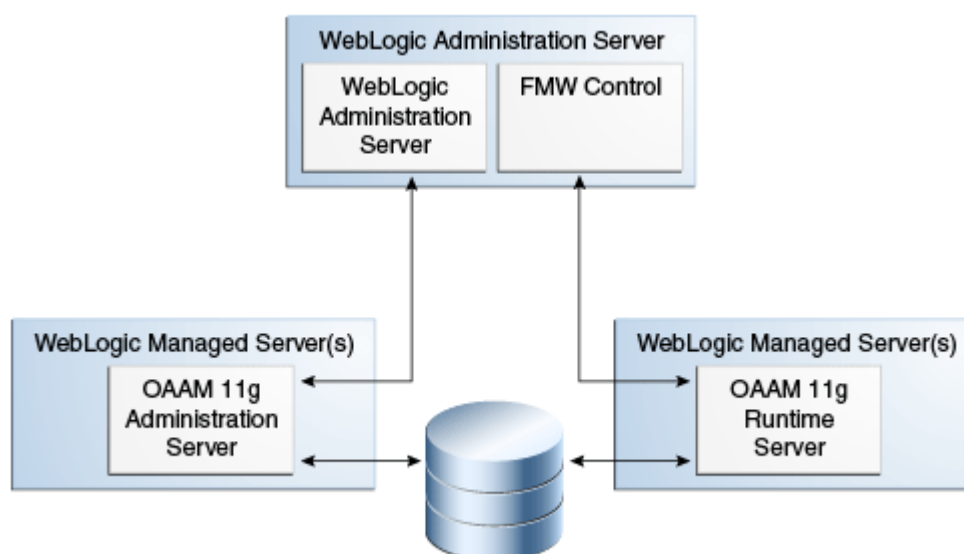 WebLogic Administration Server
WebLogic
Administration
Server
FMW Control
WebLogic Managed Server(s)
OAAM 11g
Administration
Server
WebLogic Managed Server(s)
OAAM 11g
Runtime
Server